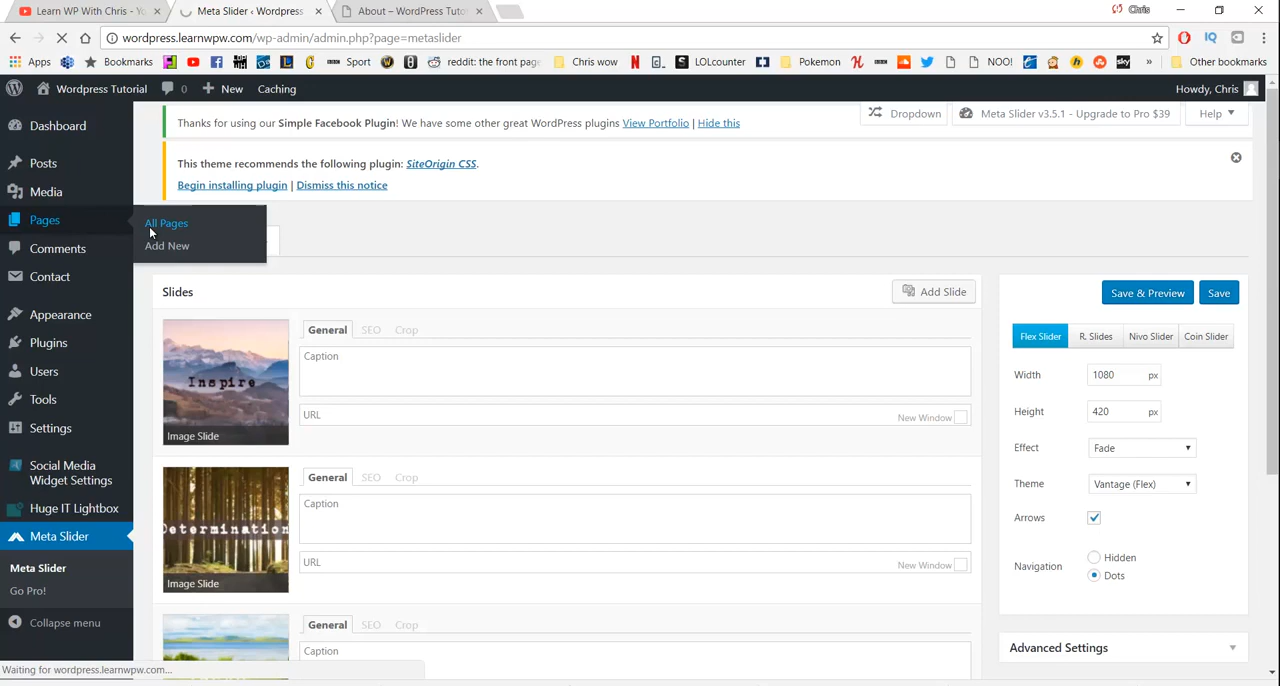 Learn WP With Chris - Yo
Meta Slider ‹ Wordpress
About – WordPress Tuto
Chris
wordpress.learnwpw.com/wp-admin/admin.php?page=metaslider
Apps
Bookmarks
Sport
reddit: the front page
Chris wow
LOLcounter
Pokemon
NOO!
sky
»
Other bookmarks
WordPress Tutorial
0
New
Caching
Howdy, Chris
Thanks for using our Simple Facebook Plugin! We have some other great WordPress plugins View Portfolio | Hide this
Dropdown
Meta Slider v3.5.1 - Upgrade to Pro $39
Help
This theme recommends the following plugin: SiteOrigin CSS.
Begin installing plugin | Dismiss this notice
Dashboard
Posts
Media
Pages
All Pages
Add New
Comments
Contact
Appearance
Plugins
Users
Tools
Settings
Social Media
Widget Settings
Huge IT Lightbox
Meta Slider
Meta Slider
Go Pro!
Collapse menu
Slides
Add Slide
Inspire
Image Slide
General
SEO
Crop
Caption
URL
New Window
Determination
Image Slide
General
SEO
Crop
Caption
URL
New Window
General
SEO
Crop
Caption
Save & Preview
Save
Flex Slider
R. Slides
Nivo Slider
Coin Slider
Width
1080
px
Height
420
px
Effect
Fade
Theme
Vantage (Flex)
Arrows
Navigation
Hidden
Dots
Advanced Settings
Waiting for wordpress.learnwpw.com...